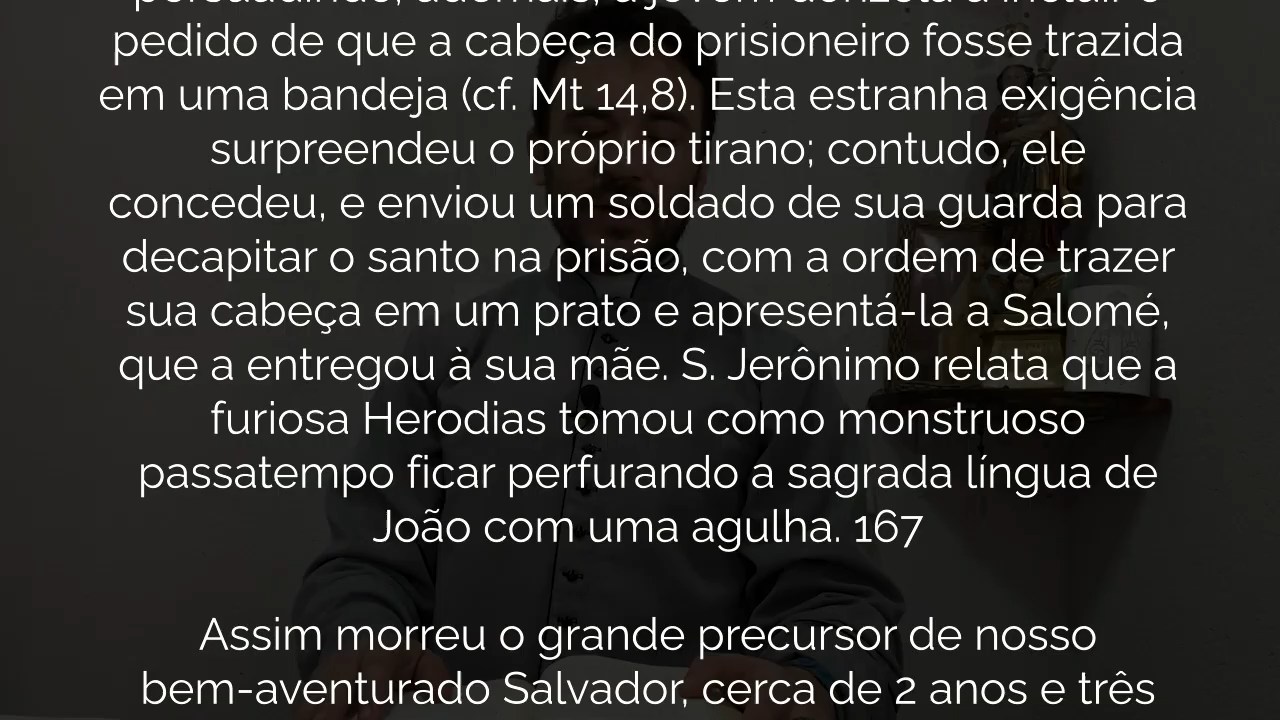 pedido de que a cabeça do prisioneiro fosse trazida
em uma bandeja (cf. Mt 14,8). Esta estranha exigência
surpreendeu o próprio tirano; contudo, ele
concedeu, e enviou um soldado de sua guarda para
decapitar o santo na prisão, com a ordem de trazer
sua cabeça em um prato e apresentá-la a Salomé,
que a entregou à sua mãe. S. Jerônimo relata que a
furiosa Herodias tomou como monstruoso
passatempo ficar perfurando a sagrada língua de
João com uma agulha. 167
Assim morreu o grande precursor de nosso
bem-aventurado Salvador, cerca de 2 anos e três